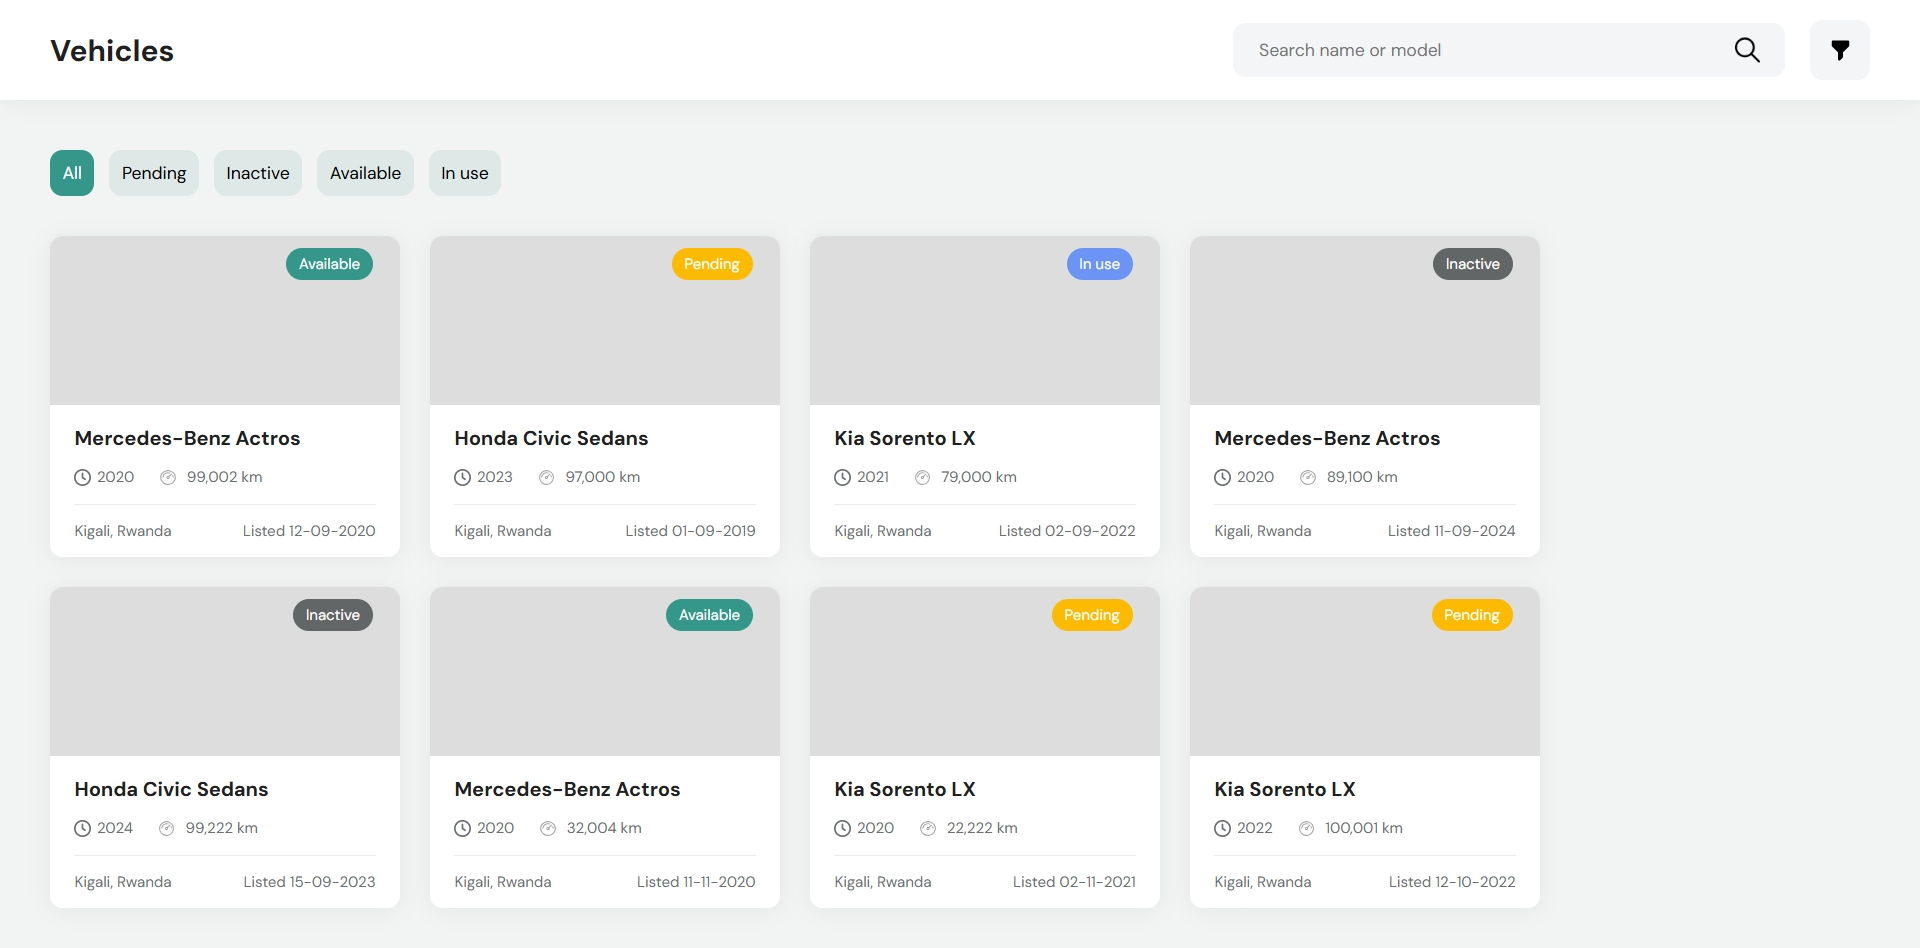 Vehicles
Search name or model
All
Pending
Inactive
Available
In use
Available
Mercedes-Benz Actros
2020 99,002 km
Kigali, Rwanda Listed 12-09-2020
Pending
Honda Civic Sedans
2023 97,000 km
Kigali, Rwanda Listed 01-09-2019
In use
Kia Sorento LX
2021 79,000 km
Kigali, Rwanda Listed 02-09-2022
Inactive
Mercedes-Benz Actros
2020 89,100 km
Kigali, Rwanda Listed 11-09-2024
Inactive
Honda Civic Sedans
2024 99,222 km
Kigali, Rwanda Listed 15-09-2023
Available
Mercedes-Benz Actros
2020 32,004 km
Kigali, Rwanda Listed 11-11-2020
Pending
Kia Sorento LX
2020 22,222 km
Kigali, Rwanda Listed 02-11-2021
Pending
Kia Sorento LX
2022 100,001 km
Kigali, Rwanda Listed 12-10-2022